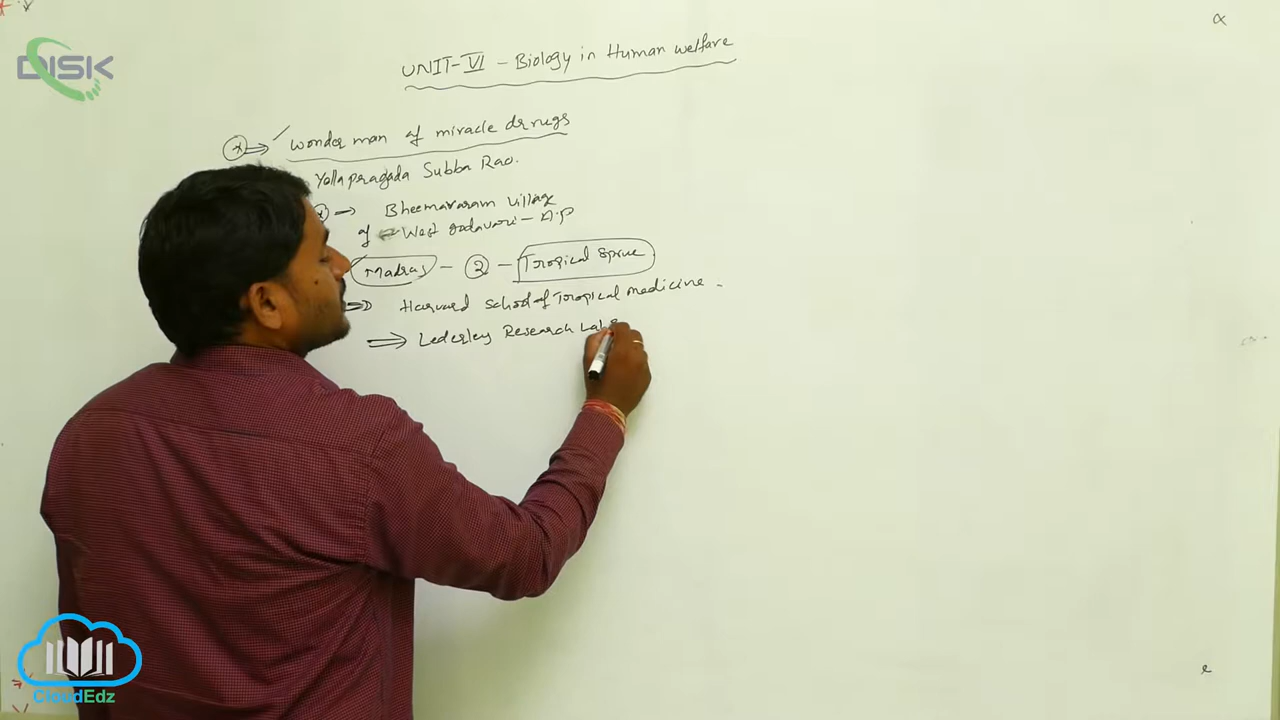 DISK
UNIT-VI - Biology in Human welfare
wonder man of miracle drugs
Yellapragada Subba Rao.
Bheemavaram Village
of West Godavari - A.P
Madras - 2 - Tropical Sprue
Harvard School of Tropical medicine.
Lederley Research Labs
CloudEdz